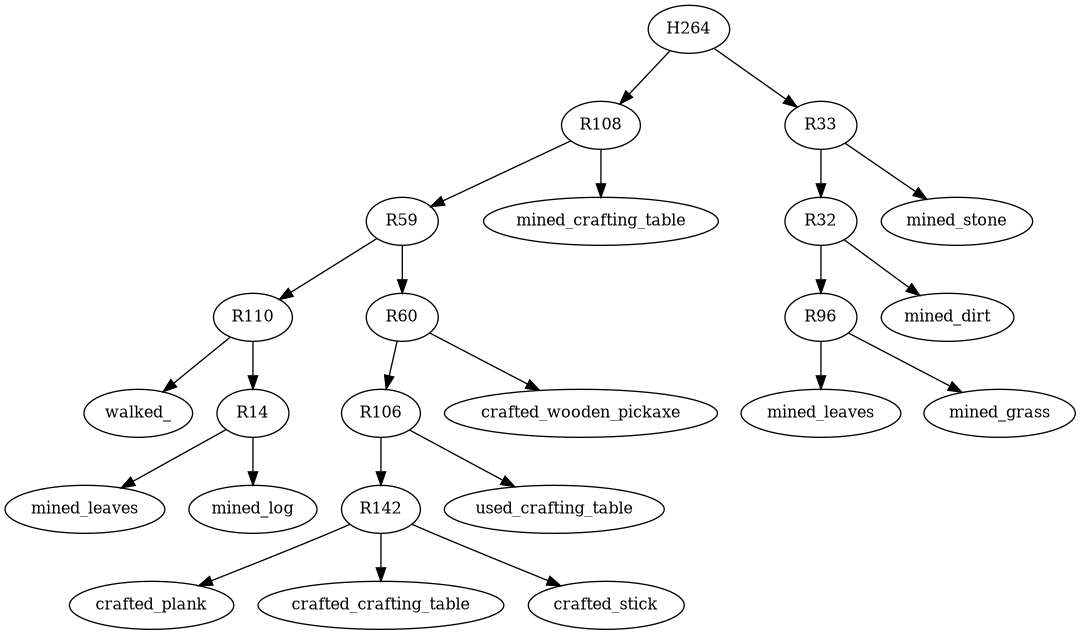 H264
R108
R33
R59
mined_crafting_table
R32
mined_stone
R110
R60
R96
mined_dirt
walked_
R14
R106
crafted_wooden_pickaxe
mined_leaves
mined_grass
mined_leaves
mined_log
R142
used_crafting_table
crafted_plank
crafted_crafting_table
crafted_stick